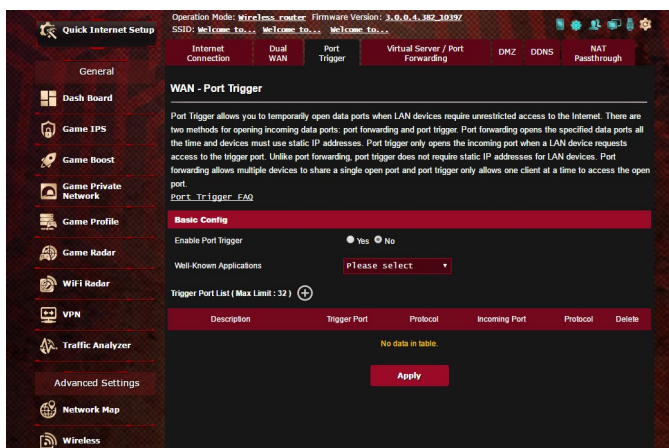 Quick Internet Setup
General
Dash Board
Game IPS
Game Boost
Game Private
Network
Game Profile
Game Radar
WiFi Radar
VPN
Traffic Analyzer
Advanced Settings
Network Map
Wireless
Operation Mode: Wireless router Firmware Version: 3.0.0.4.382_10397
SSID: Welcome to... Welcome to... Welcome to...
Internet
Connection
Dual
WAN
Port
Trigger
Virtual Server / Port
Forwarding
DMZ
DDNS
NAT
Passthrough
WAN - Port Trigger
Port Trigger allows you to temporarily open data ports when LAN devices require unrestricted access to the Internet. There are
two methods for opening incoming data ports: port forwarding and port trigger. Port forwarding opens the specified data ports all
the time and devices must use static IP addresses. Port trigger only opens the incoming port when a LAN device requests
access to the trigger port. Unlike port forwarding, port trigger does not require static IP addresses for LAN devices. Port
forwarding allows multiple devices to share a single open port and port trigger only allows one client at a time to access the open
port.
Port Trigger FAQ
Basic Config
Enable Port Trigger Yes No
Well-Known Applications Please select
Trigger Port List ( Max Limit : 32 )
Description Trigger Port Protocol Incoming Port Protocol Delete
No data in table.
Apply